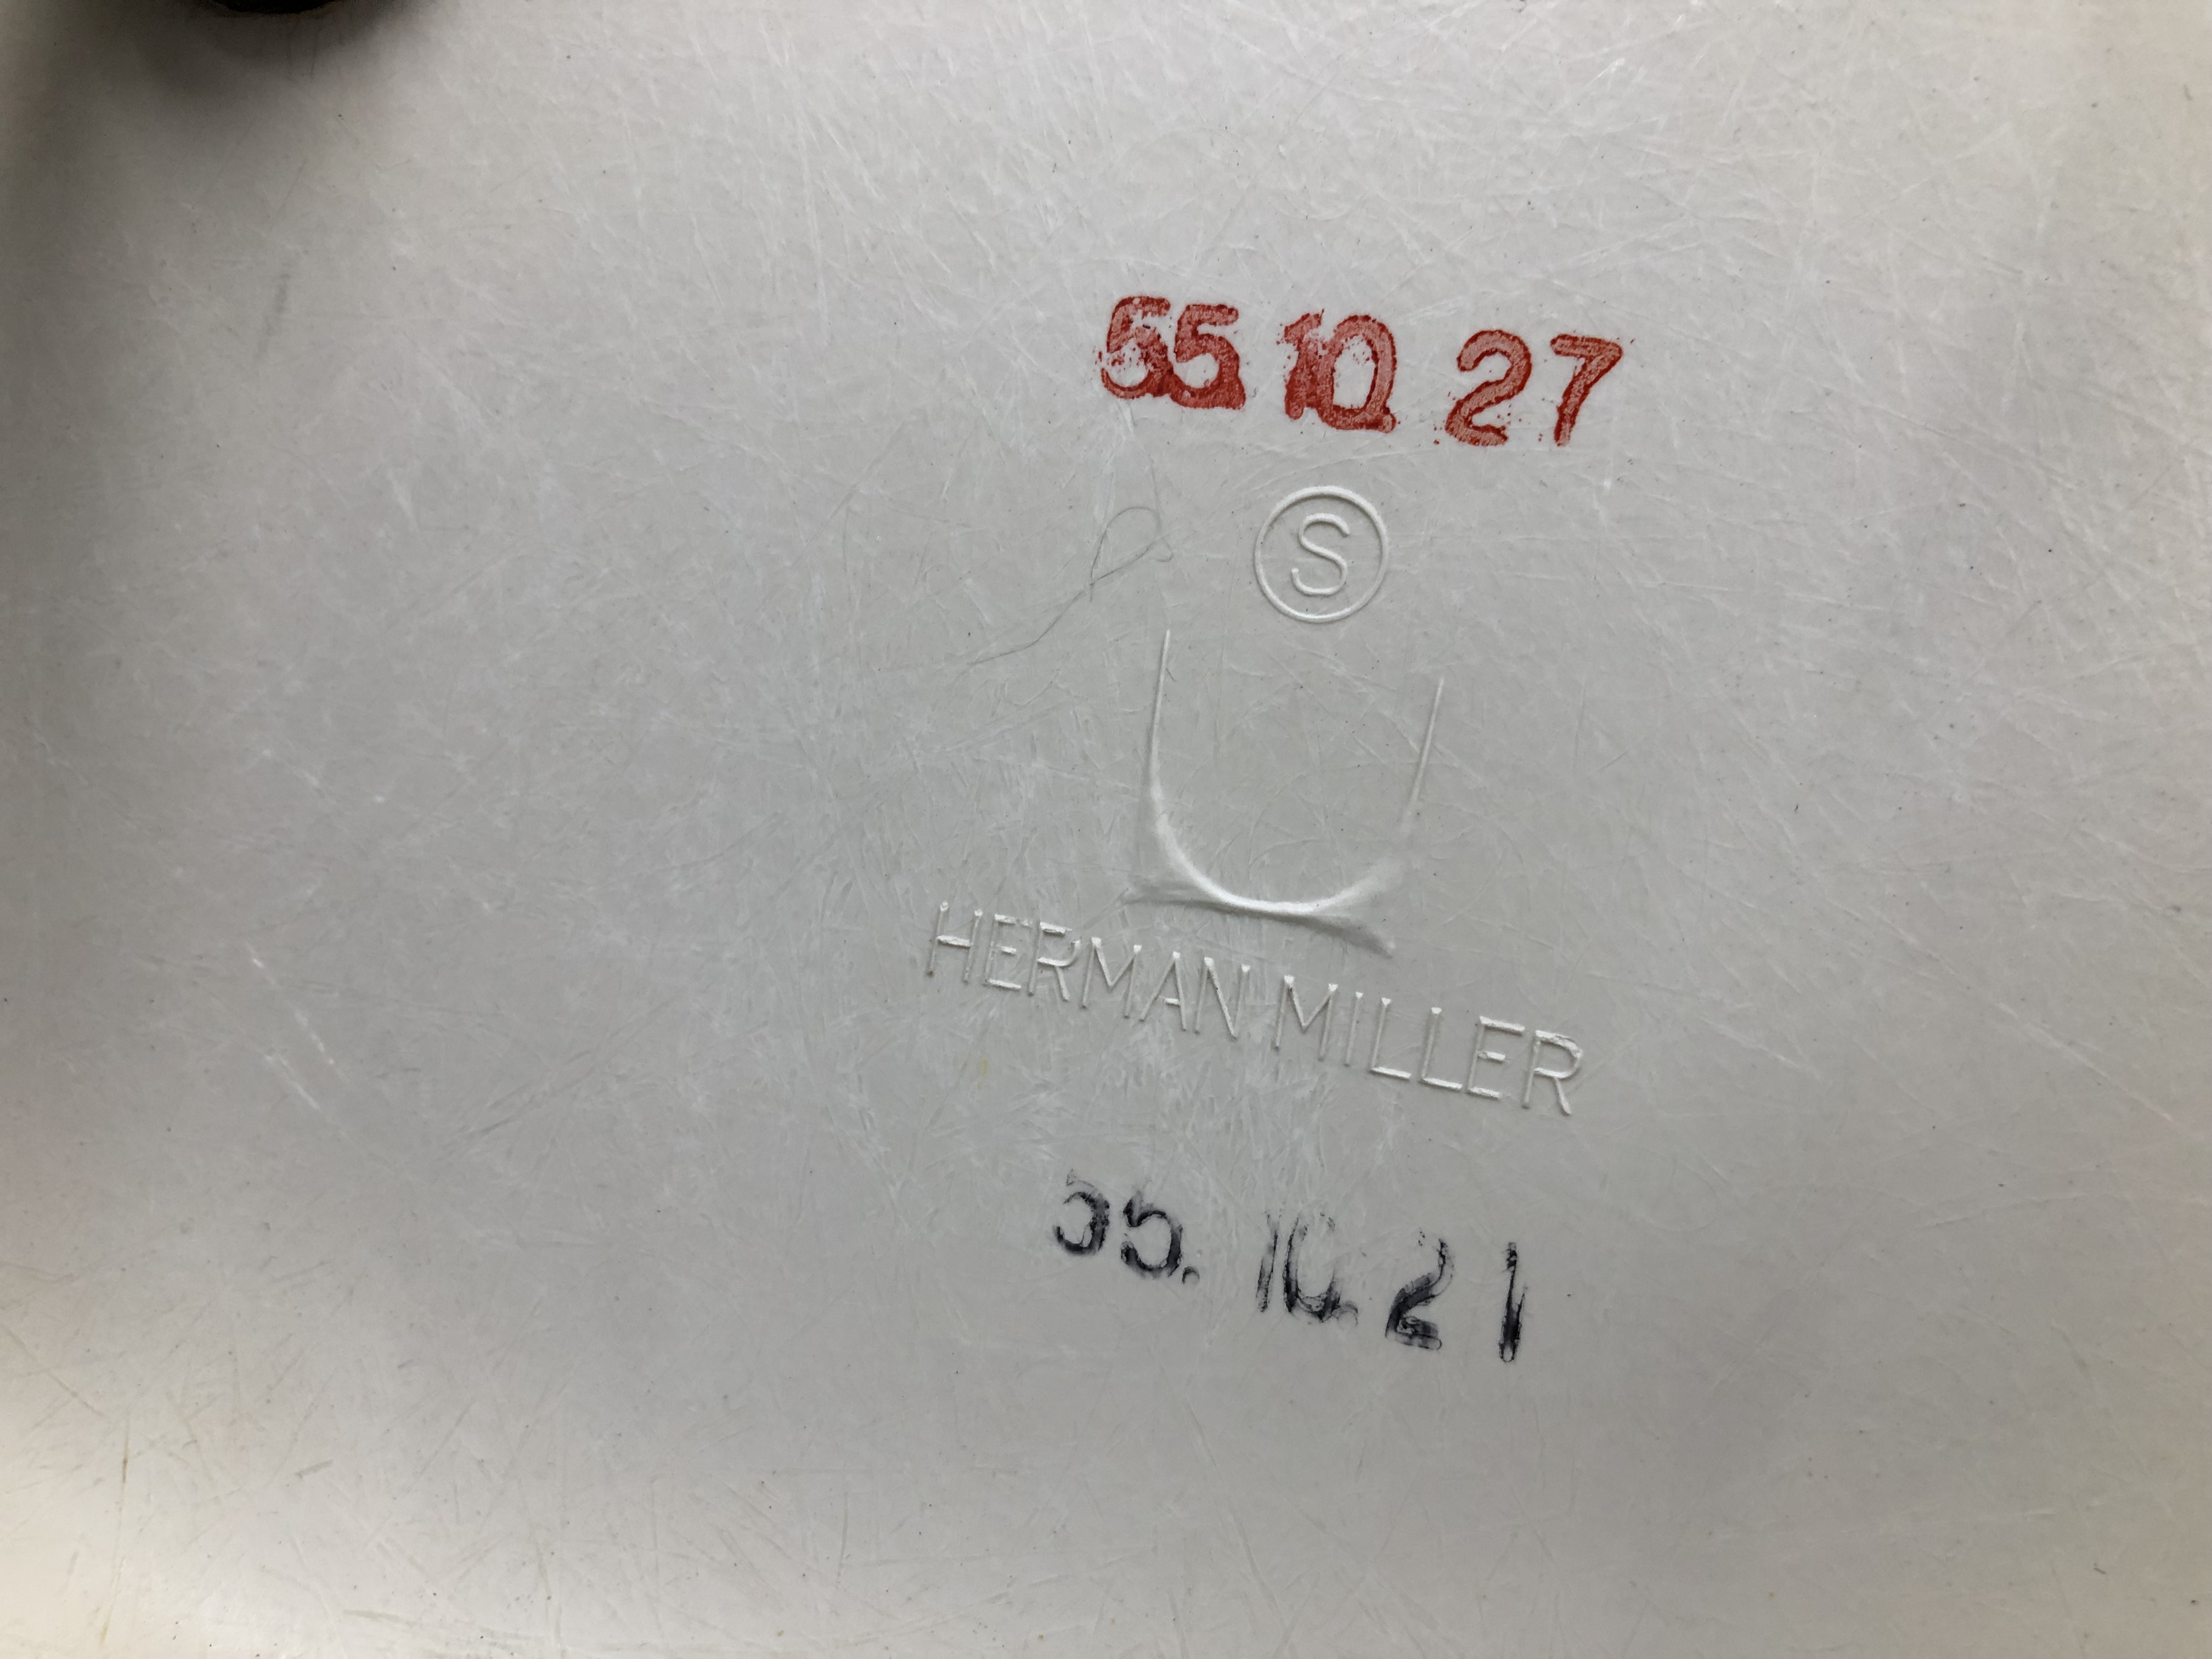 55 10. 27
S
HERMAN MILLER
55. 10. 21